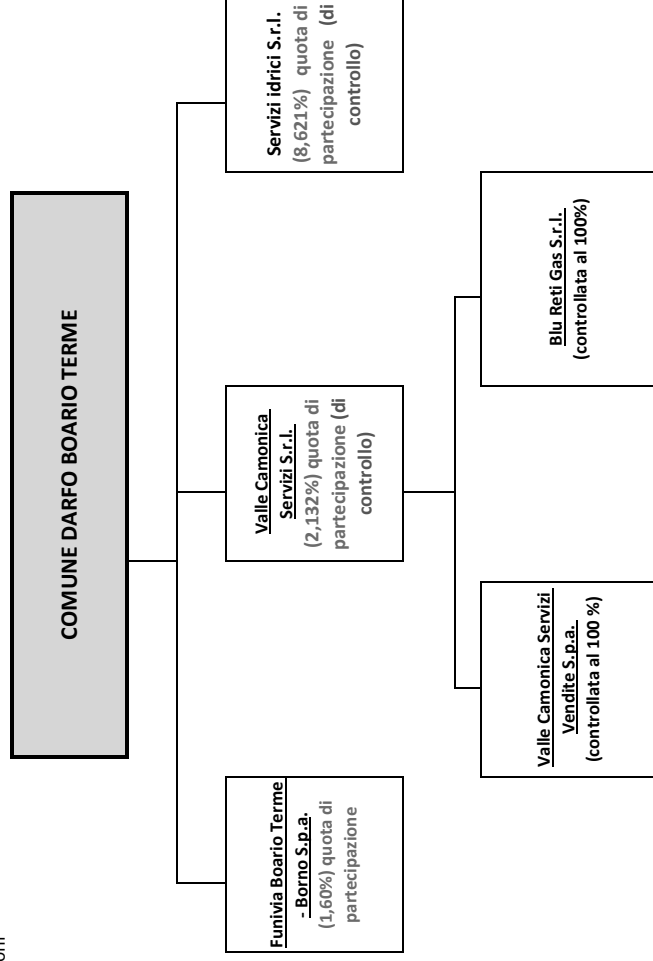 COMUNE DARFO BOARIO TERME
Funivia Boario Terme
- Borno S.p.a.
(1,60%) quota di
partecipazione
Valle Camonica
Servizi S.r.l.
(2,132%) quota di
partecipazione (di
controllo)
Servizi idrici S.r.l.
(8,621%) quota di
partecipazione (di
controllo)
Valle Camonica Servizi
Vendite S.p.a.
(controllata al 100 %)
Blu Reti Gas S.r.l.
(controllata al 100%)